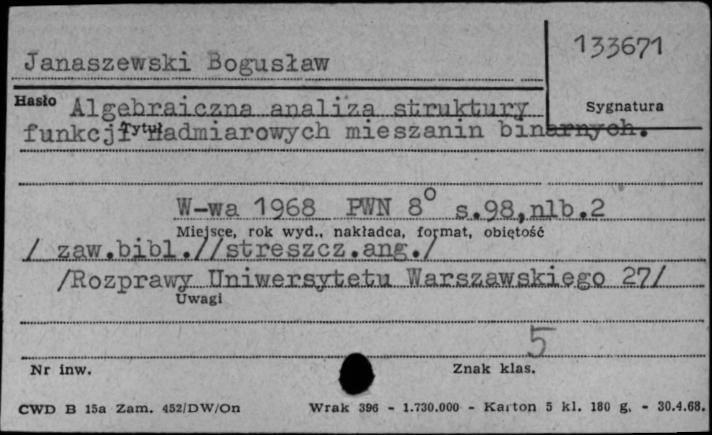 133671
Janaszewski Bogusław
Hasło Algebraiczna analiza struktury Sygnatura
funkcji Tytuł nadmiarowych mieszanin binarnych.
W-wa 1968 PWN 8° s.98,nlb.2
Miejsce, rok wyd., nakładca, format, obiętość
/ zaw.bibl.//streszcz.ang./
/Rozprawy Uniwersytetu Warszawskiego 27/
Uwagi
5
Nr inw. Znak klas.
CWD B 15a Zam. 452/DW/On Wrak 396 - 1.730.000 - Karton 5 kl. 180 g. - 30.4.68.